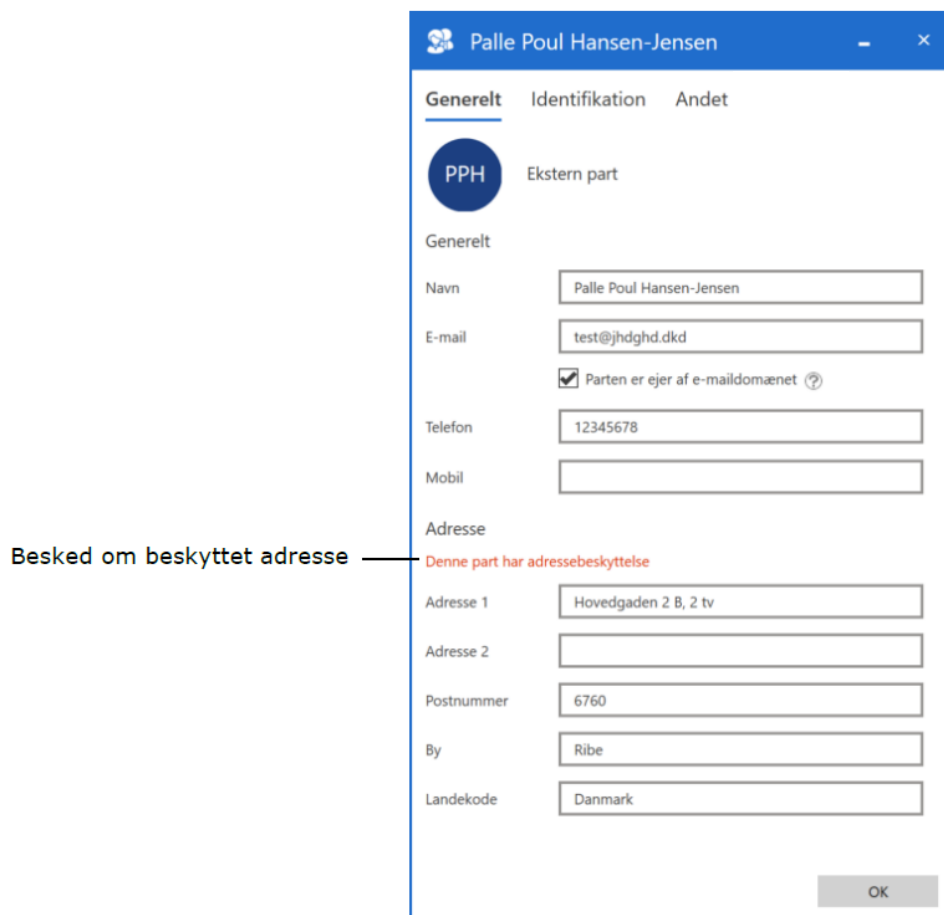 Palle Poul Hansen-Jensen
Generelt Identifikation Andet
PPH Ekstern part
Generelt
Navn Palle Poul Hansen-Jensen
E-mail test@jhdghd.dkd
Parten er ejer af e-maildomænet ?
Telefon 12345678
Mobil
Adresse
Besked om beskyttet adresse Denne part har adressebeskyttelse
Adresse 1 Hovedgaden 2 B, 2 tv
Adresse 2
Postnummer 6760
By Ribe
Landekode Danmark
OK